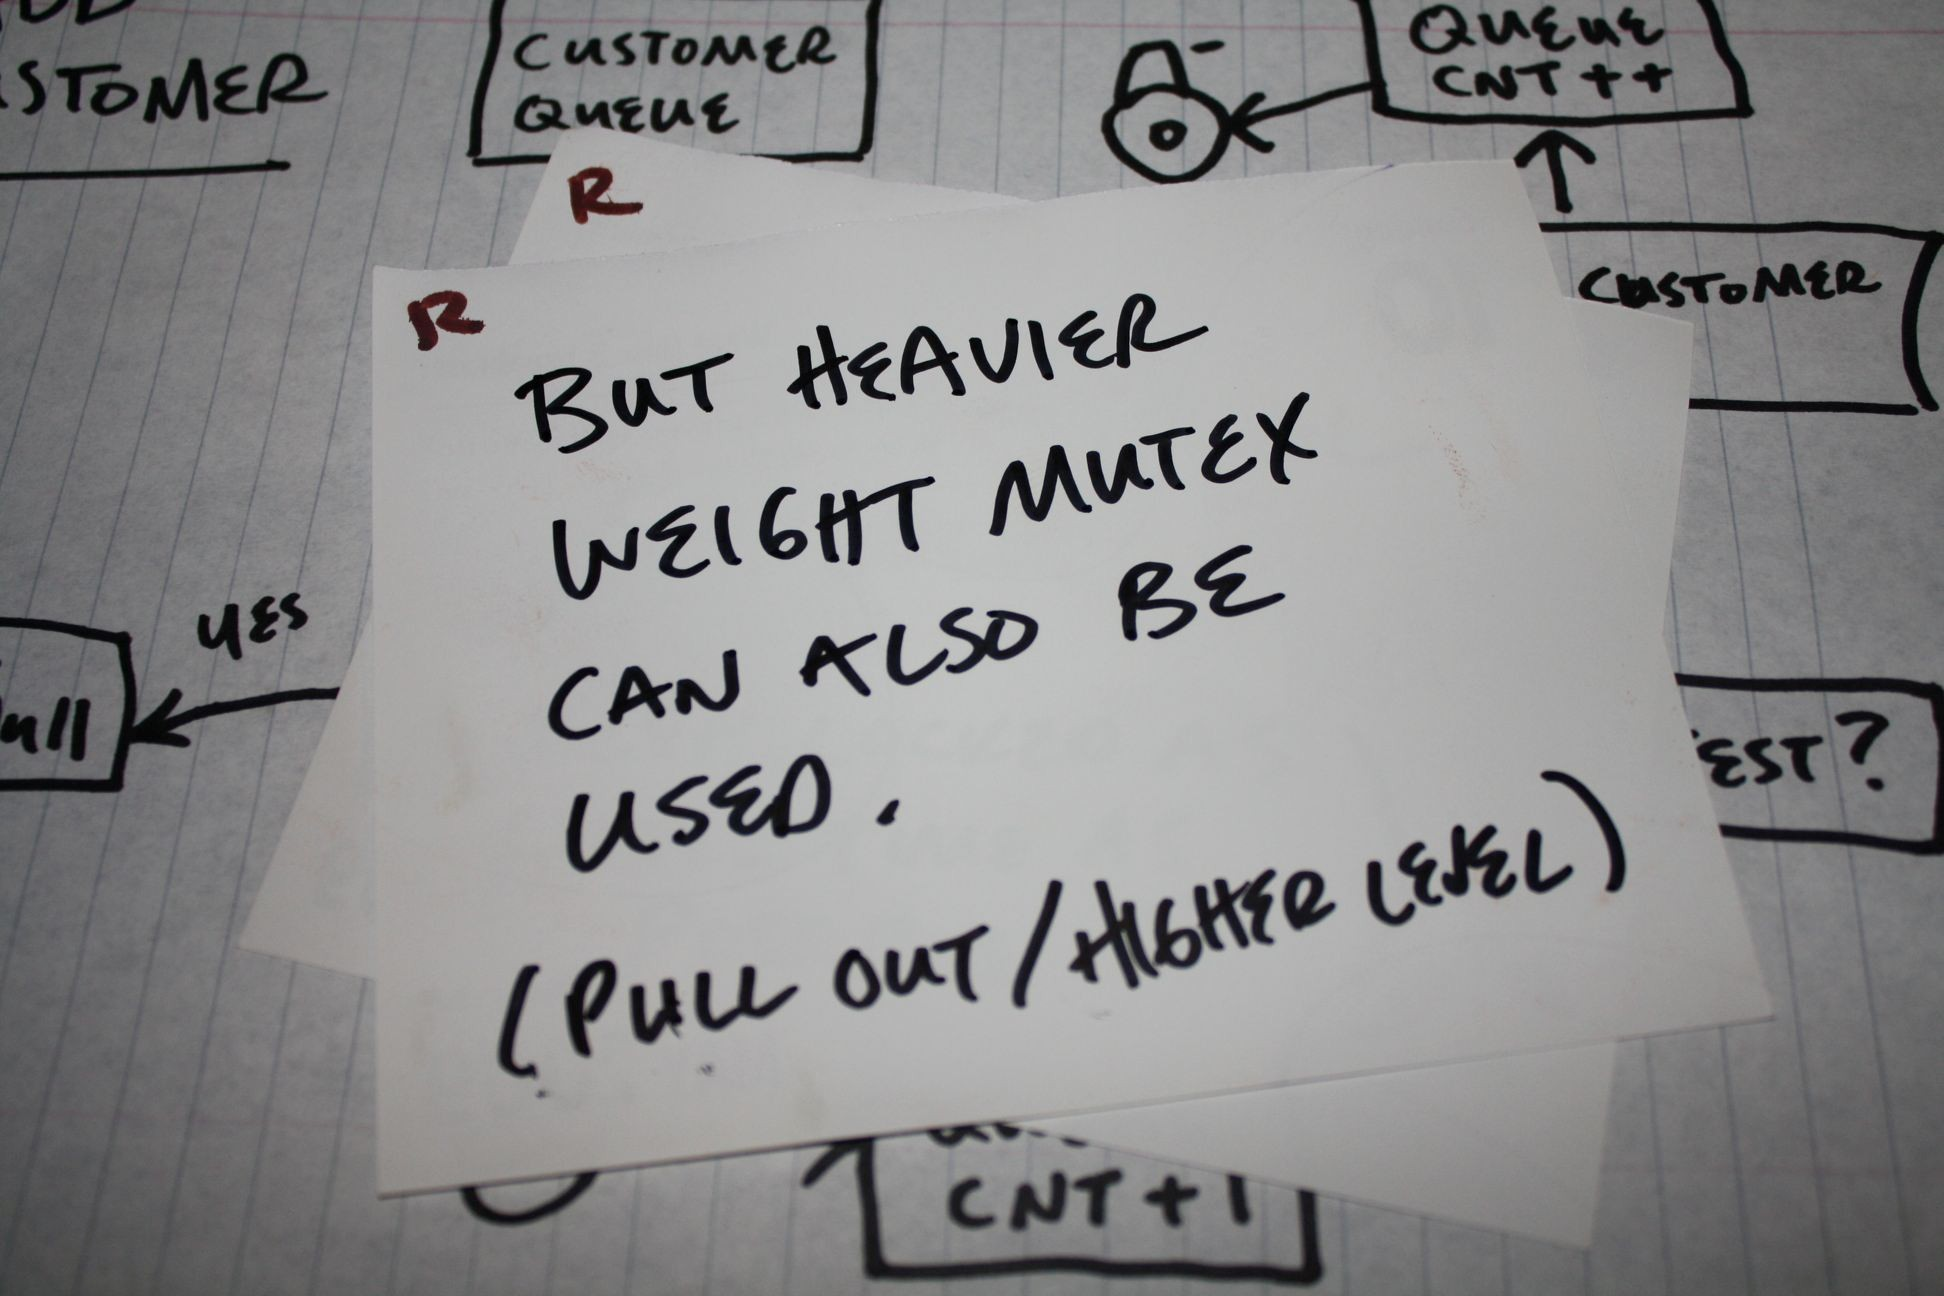 STOMER
CUSTOMER
QUEUE
QUEUE
CNT++
R
R
CUSTOMER
BUT HEAVIER
WEIGHT MUTEX
CAN ALSO BE
USED.
(PULL OUT/HIGHER LEVEL)
YES
ull
EST?
CNT+1